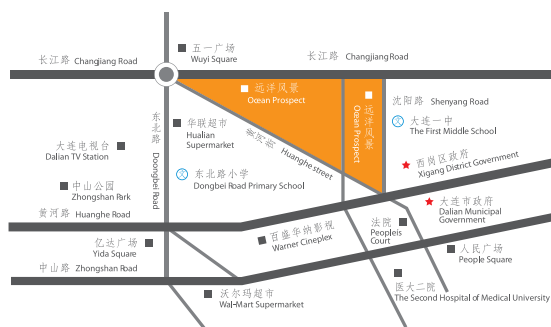 五一广场
Wuyi Square
长江路 Changjiang Road
长江路 Changjiang Road
远洋风景
Ocean Prospect
远洋风景
Ocean Prospect
沈阳路
Shenyang Road
东北路
Doongbei Road
华联超市
Hualian
Supermarket
黄河街
Huanghe street
大连一中
The First Middle School
大连电视台
Dalian TV Station
西岗区政府
Xigang District Government
东北路小学
Dongbei Road Primary School
中山公园
Zhongshan Park
大连市政府
Dalian Municipal
Government
黄河路 Huanghe Road
百盛华纳影视
Warner Cineplex
法院
Peopleis
Court
亿达广场
Yida Square
人民广场
People Square
中山路 Zhongshan Road
医大二院
The Second Hospital of Medical University
沃尔玛超市
Wal-Mart Supermarket